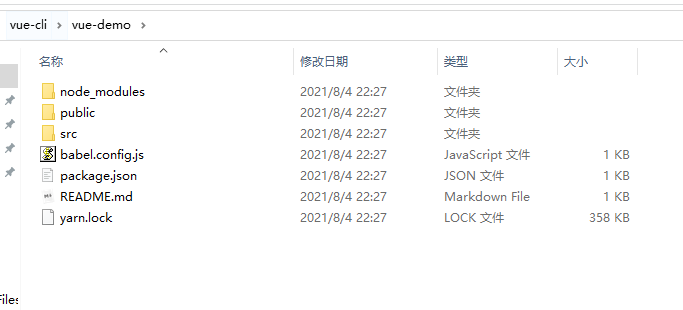 vue-cli > vue-demo >
名称 修改日期 类型 大小
node_modules 2021/8/4 22:27 文件夹
public 2021/8/4 22:27 文件夹
src 2021/8/4 22:27 文件夹
babel.config.js 2021/8/4 22:27 JavaScript 文件 1 KB
package.json 2021/8/4 22:27 JSON 文件 1 KB
README.md 2021/8/4 22:27 Markdown File 1 KB
yarn.lock 2021/8/4 22:27 LOCK 文件 358 KB
Files